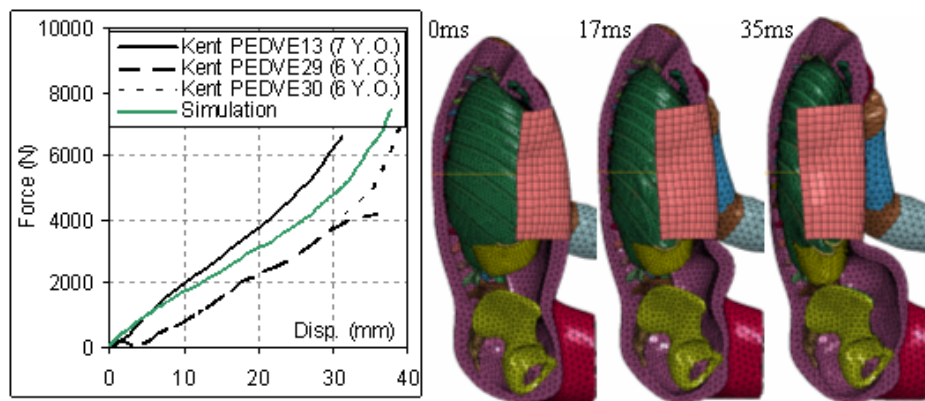 10000
8000
6000
4000
2000
0
Force (N)
Kent PEDVE13 (7 Y.O.)
Kent PEDVE29 (6 Y.O.)
Kent PEDVE30 (6 Y.O.)
Simulation
Disp. (mm)
0 10 20 30 40
0ms 17ms 35ms